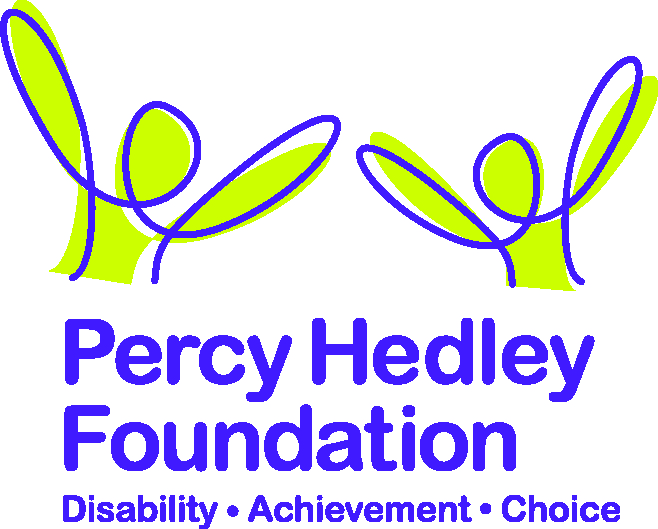 Percy Hedley
Foundation
Disability • Achievement • Choice